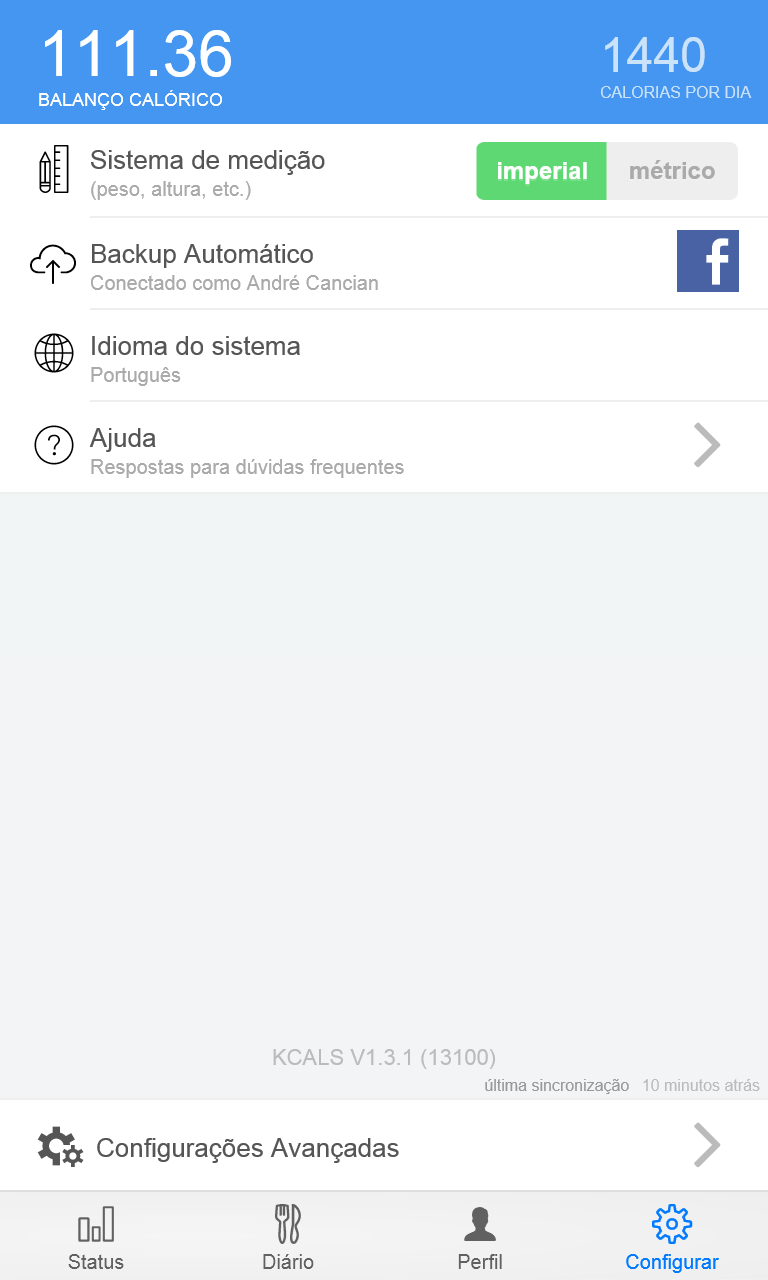 111.36
1440
BALANÇO CALÓRICO
CALORIAS POR DIA
Sistema de medição
(peso, altura, etc.)
imperial
métrico
Backup Automático
Conectado como André Cancian
f
Idioma do sistema
Português
?
Ajuda
Respostas para dúvidas frequentes
KCALS V1.3.1 (13100)
última sincronização 10 minutos atrás
Configurações Avançadas
Status
Diário
Perfil
Configurar